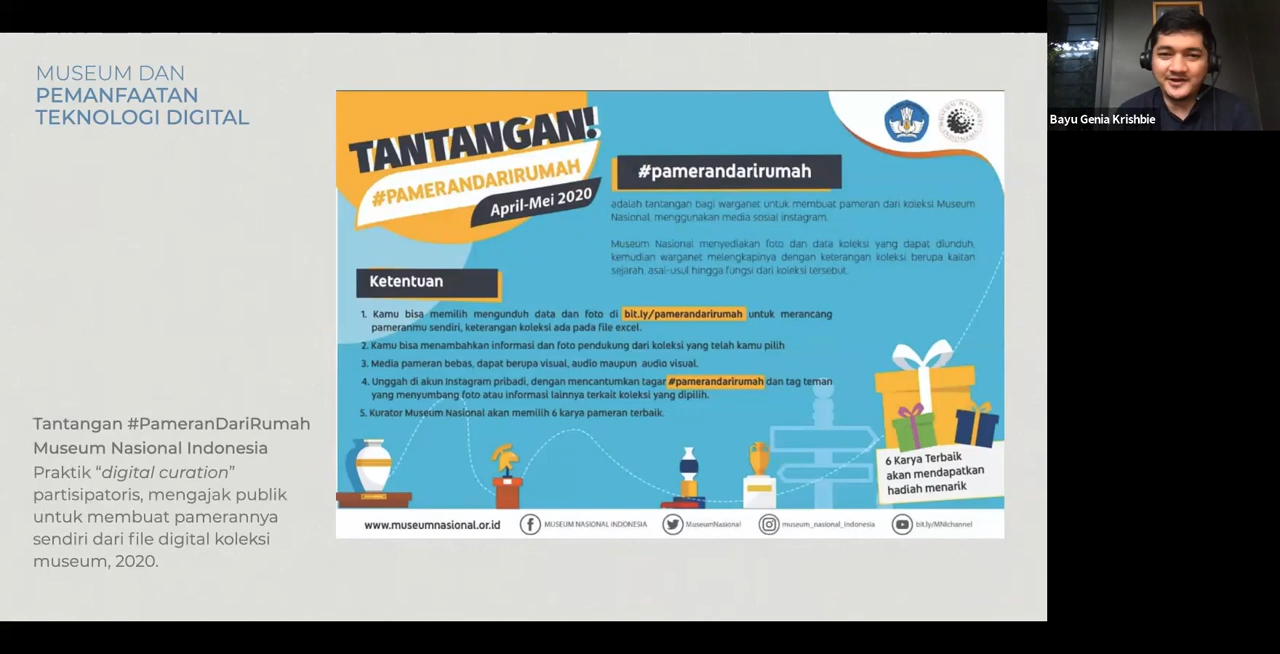 MUSEUM DAN
PEMANFAATAN
TEKNOLOGI DIGITAL
Tantangan #PameranDariRumah
Museum Nasional Indonesia
Praktik “digital curation”
partisipatoris, mengajak publik
untuk membuat pamerannya
sendiri dari file digital koleksi
museum, 2020.
TANTANGAN!
#PAMERANDARIRUMAH
April-Mei 2020
#pamerandarirumah
adalah tantangan bagi warganet untuk membuat pameran dari koleksi Museum
Nasional, menggunakan media sosial instagram.
Museum Nasional menyediakan foto dan data koleksi yang dapat diunduh,
kemudian warganet melengkapinya dengan keterangan koleksi berupa kaitan
sejarah, asal-usul hingga fungsi dari koleksi tersebut.
Ketentuan
1. Kamu bisa memilih mengunduh data dan foto di bit.ly/pamerandarirumah untuk merancang
pameranmu sendiri, keterangan koleksi ada pada file excel.
2. Kamu bisa menambahkan informasi dan foto pendukung dari koleksi yang telah kamu pilih
3. Media pameran bebas, dapat berupa visual, audio maupun audio visual.
4. Unggah di akun Instagram pribadi, dengan mencantumkan tagar #pamerandarirumah dan tag teman
yang menyumbang foto atau informasi lainnya terkait koleksi yang dipilih.
5. Kurator Museum Nasional akan memilih 6 karya pameran terbaik.
6 Karya Terbaik
akan mendapatkan
hadiah menarik
www.museumnasional.or.id MUSEUM NASIONAL INDONESIA MuseumNasional museum_nasional_indonesia bit.ly/MNIchannel
Bayu Genia Krishbie